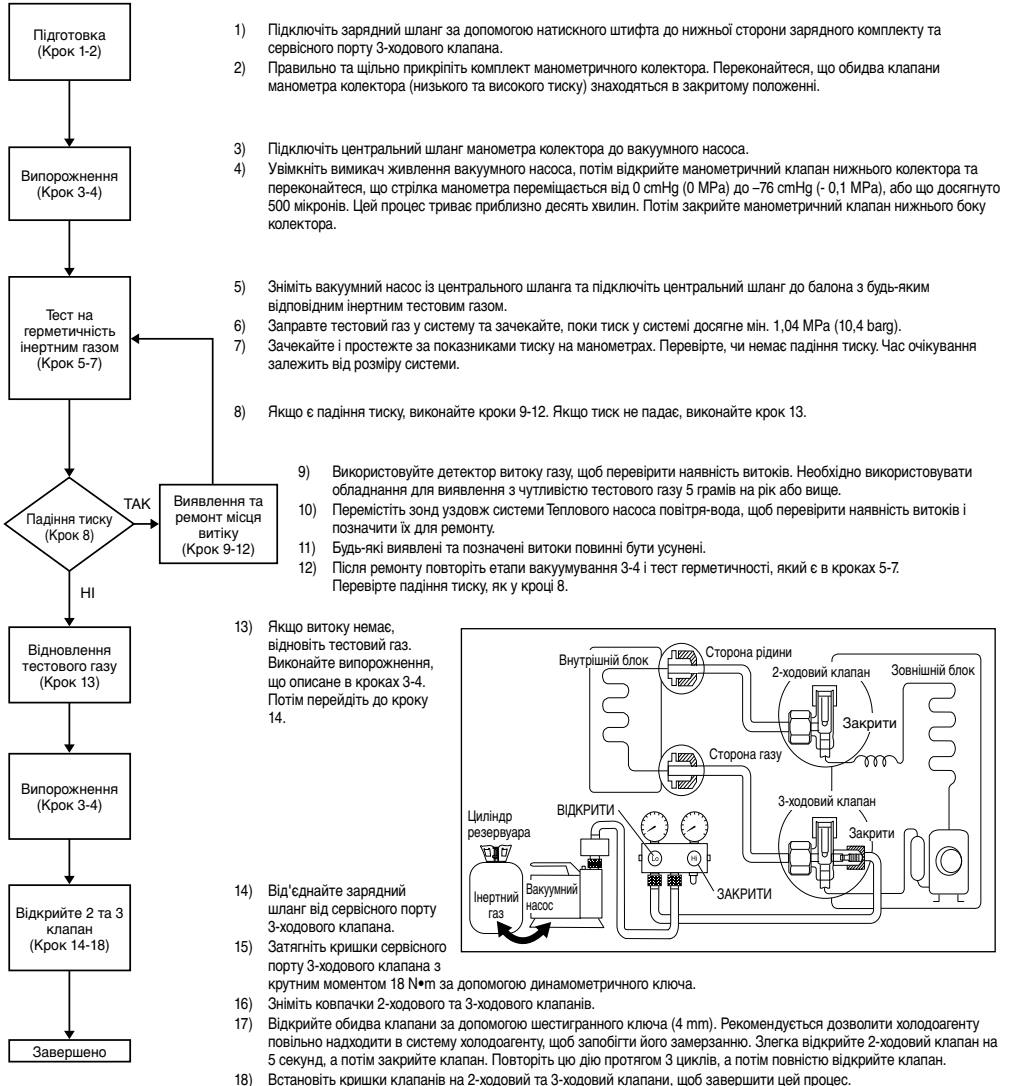 Підготовка
(Крок 1-2)
1) Підключіть зарядний шланг за допомогою натискного штифта до нижньої сторони зарядного комплекту та
сервісного порту 3-ходового клапана.
2) Правильно та щільно прикріпіть комплект манометричного колектора. Переконайтеся, що обидва клапани
манометра колектора (низького та високого тиску) знаходяться в закритому положенні.
Випорожнення
(Крок 3-4)
3) Підключіть центральний шланг манометра колектора до вакуумного насоса.
4) Увімкніть вимикач живлення вакуумного насоса, потім відкрийте манометричний клапан нижнього колектора та
переконайтеся, що стрілка манометра переміщається від 0 cmHg (0 MPa) до –76 cmHg (- 0,1 MPa), або що досягнуто
500 мікронів. Цей процес триває приблизно десять хвилин. Потім закрийте манометричний клапан нижнього боку
колектора.
Тест на
герметичність
інертним газом
(Крок 5-7)
5) Зніміть вакуумний насос із центрального шланга та підключіть центральний шланг до балона з будь-яким
відповідним інертним тестовим газом.
6) Заправте тестовий газ у систему та зачекайте, поки тиск у системі досягне мін. 1,04 MPa (10,4 barg).
7) Зачекайте і простежте за показниками тиску на манометрах. Перевірте, чи немає падіння тиску. Час очікування
залежить від розміру системи.
8) Якщо є падіння тиску, виконайте кроки 9-12. Якщо тиск не падає, виконайте крок 13.
Падіння тиску
(Крок 8)
ТАК
НІ
Виявлення та
ремонт місця
витіку
(Крок 9-12)
9) Використовуйте детектор витоку газу, щоб перевірити наявність витоків. Необхідно використовувати
обладнання для виявлення з чутливістю тестового газу 5 грамів на рік або вище.
10) Перемістіть зонд уздовж системи Теплового насоса повітря-вода, щоб перевірити наявність витоків і
позначити їх для ремонту.
11) Будь-які виявлені та позначені витоки повинні бути усунені.
12) Після ремонту повторіть етапи вакуумування 3-4 і тест герметичності, який є в кроках 5-7.
Перевірте падіння тиску, як у кроці 8.
Відновлення
тестового газу
(Крок 13)
13) Якщо витоку немає,
відновіть тестовий газ.
Виконайте випорожнення,
що описане в кроках 3-4.
Потім перейдіть до кроку
14.
Внутрішній блок
Сторона рідини
2-ходовий клапан
Зовнішній блок
Закрити
Сторона газу
3-ходовий клапан
Закрити
ВІДКРИТИ
Циліндр
резервуара
Lo
Hi
ЗАКРИТИ
Інертний
газ
Вакуумний
насос
Випорожнення
(Крок 3-4)
Відкрийте 2 та 3
клапан
(Крок 14-18)
14) Від'єднайте зарядний
шланг від сервісного порту
3-ходового клапана.
15) Затягніть кришки сервісного
порту 3-ходового клапана з
крутним моментом 18 N•m за допомогою динамометричного ключа.
16) Зніміть ковпачки 2-ходового та 3-ходового клапанів.
17) Відкрийте обидва клапани за допомогою шестигранного ключа (4 mm). Рекомендується дозволити холодоагенту
повільно надходити в систему холодоагенту, щоб запобігти його замерзанню. Злегка відкрийте 2-ходовий клапан на
5 секунд, а потім закрийте клапан. Повторіть цю дію протягом 3 циклів, а потім повністю відкрийте клапан.
18) Встановіть кришки клапанів на 2-ходовий та 3-ходовий клапани, щоб завершити цей процес.
Завершено